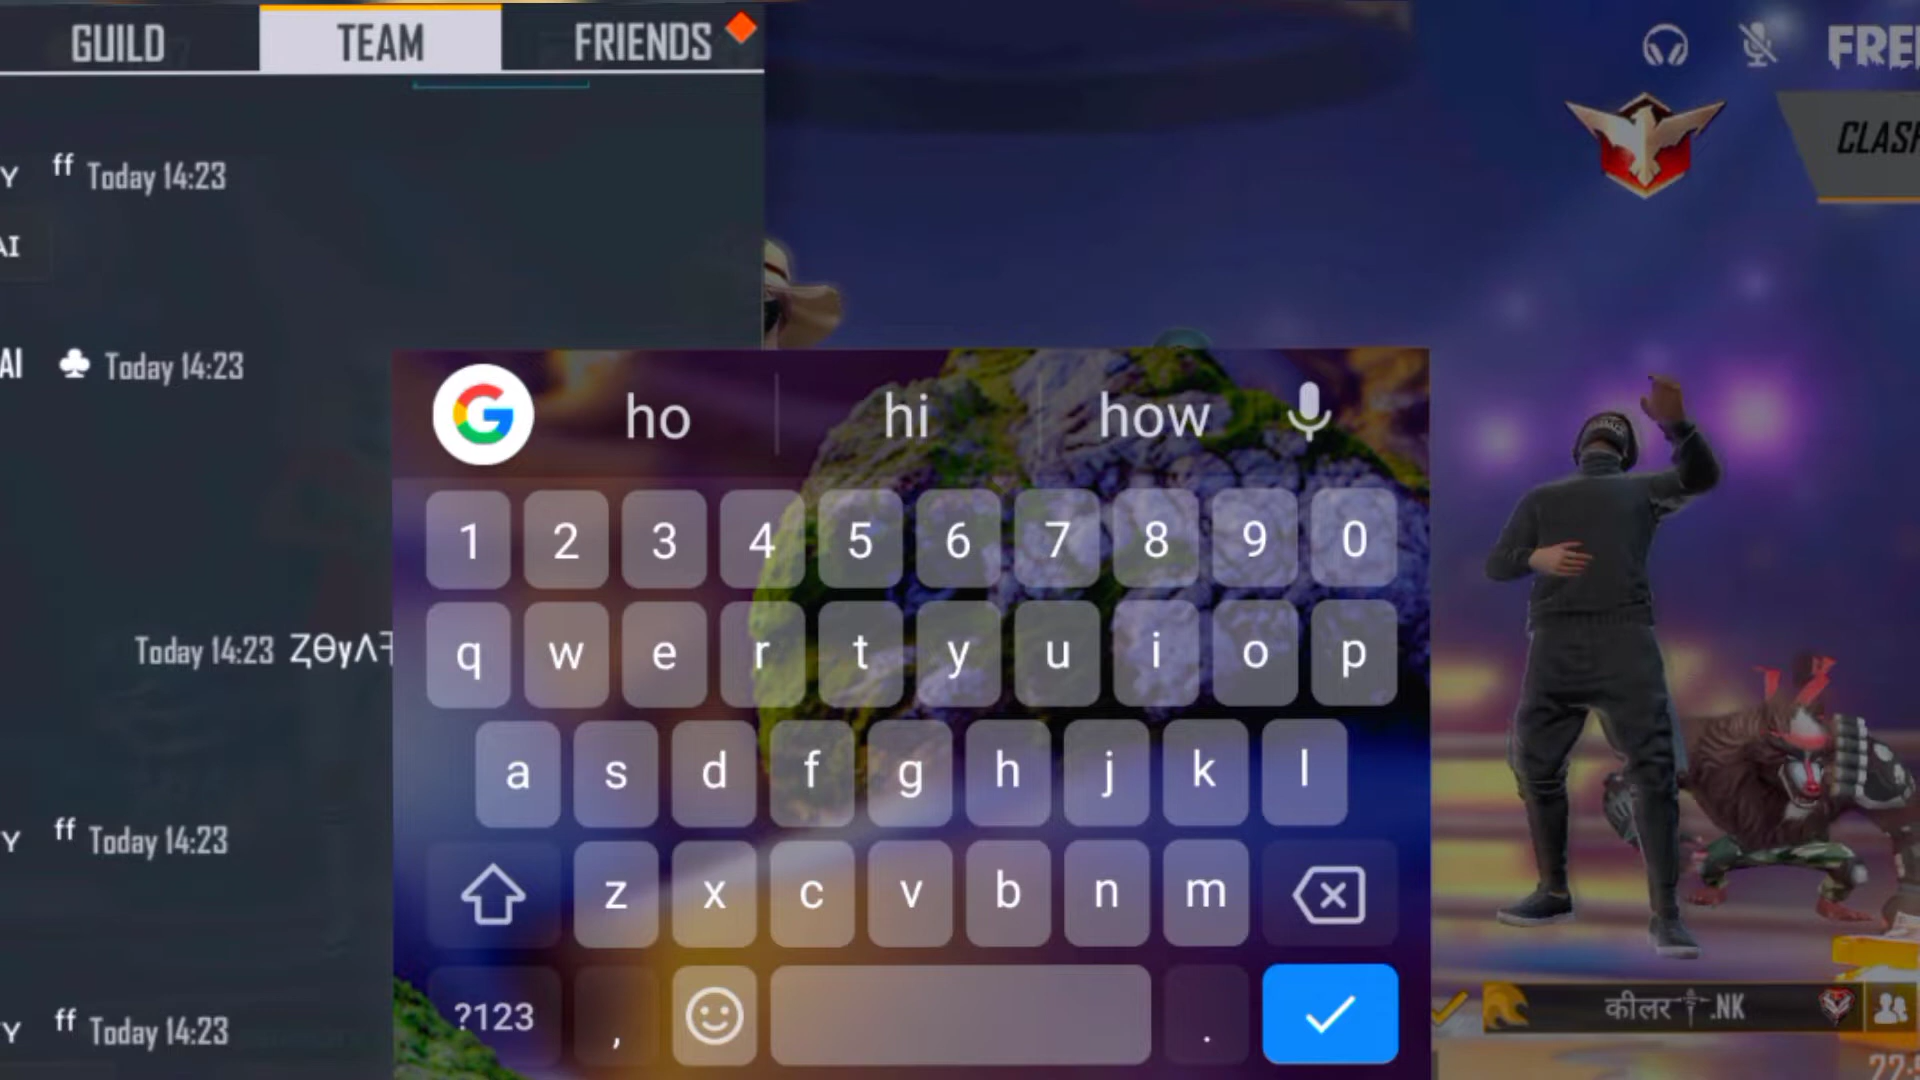 GUILD TEAM FRIENDS
FRE
CLASH
Y ff Today 14:23
AI
AI ♣ Today 14:23
Today 14:23
Y ff Today 14:23
Y ff Today 14:23
ho hi how
1 2 3 4 5 6 7 8 9 0
q w e r t y u i o p
a s d f g h j k l
z x c v b n m
?123 , .
कीलर .NK